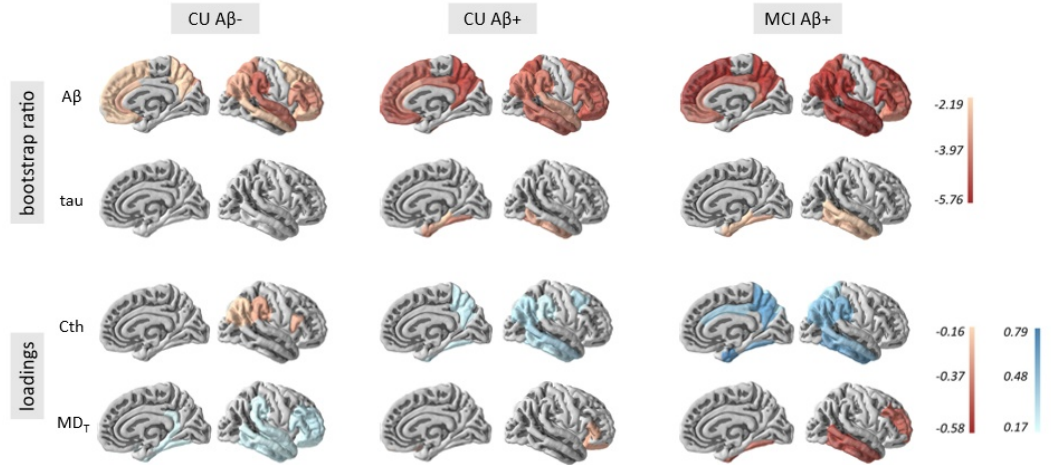 CU Aβ-
CU Aβ+
MCI Aβ+
bootstrap ratio
Aβ
-2.19
-3.97
-5.76
tau
loadings
Cth
-0.16
0.79
-0.37
0.48
-0.58
0.17
MD_T